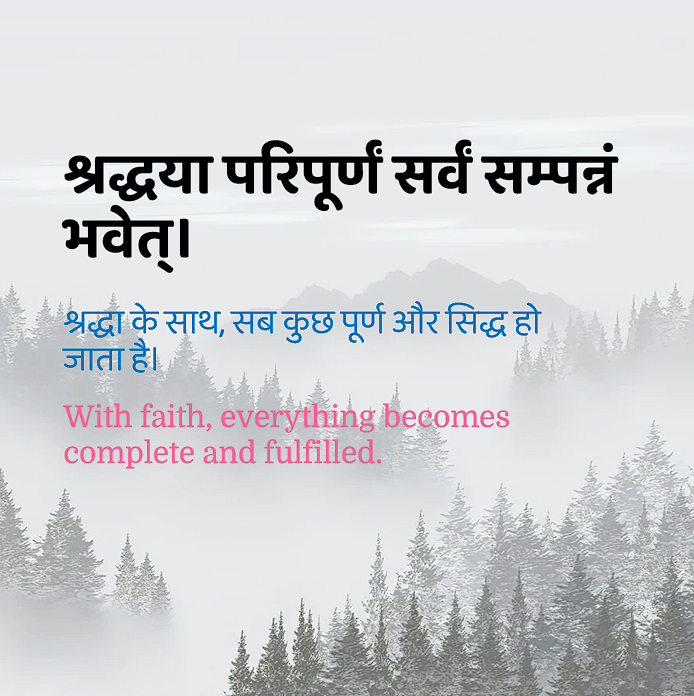 श्रद्धया परिपूर्णं सर्वं सम्पन्नं
भवेत्।
श्रद्धा के साथ, सब कुछ पूर्ण और सिद्ध हो
जाता है।
With faith, everything becomes
complete and fulfilled.